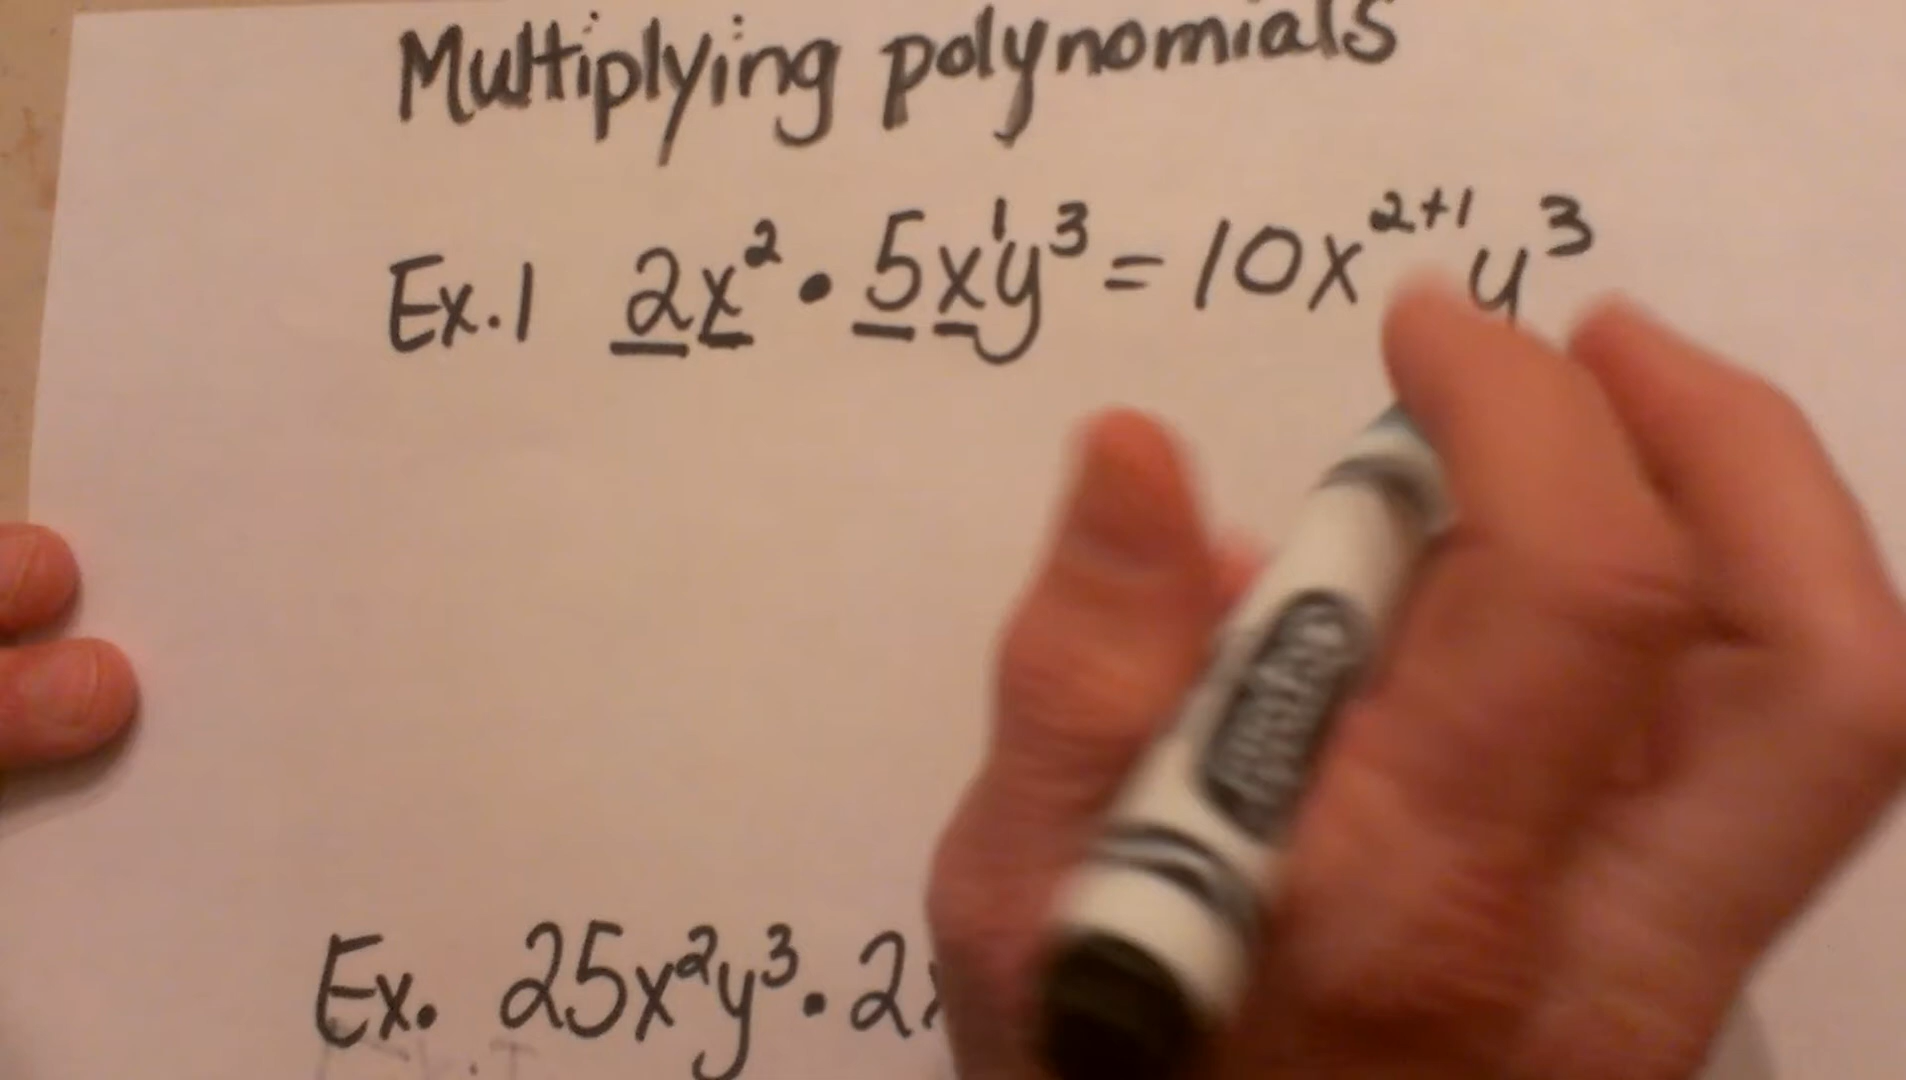 Multiplying polynomials
Ex.1 2x² • 5x¹y³ = 10x²⁺¹y³
Ex. 25x²y³ • 2